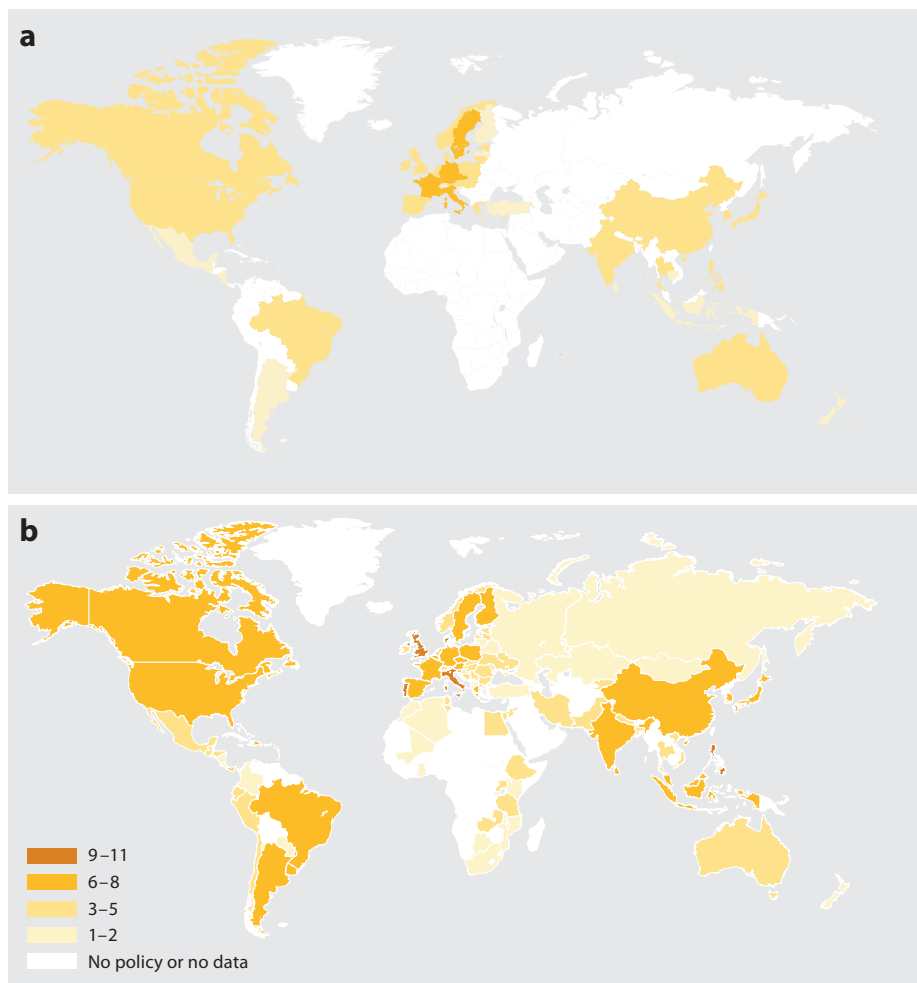 a
b
9–11
6–8
3–5
1–2
No policy or no data